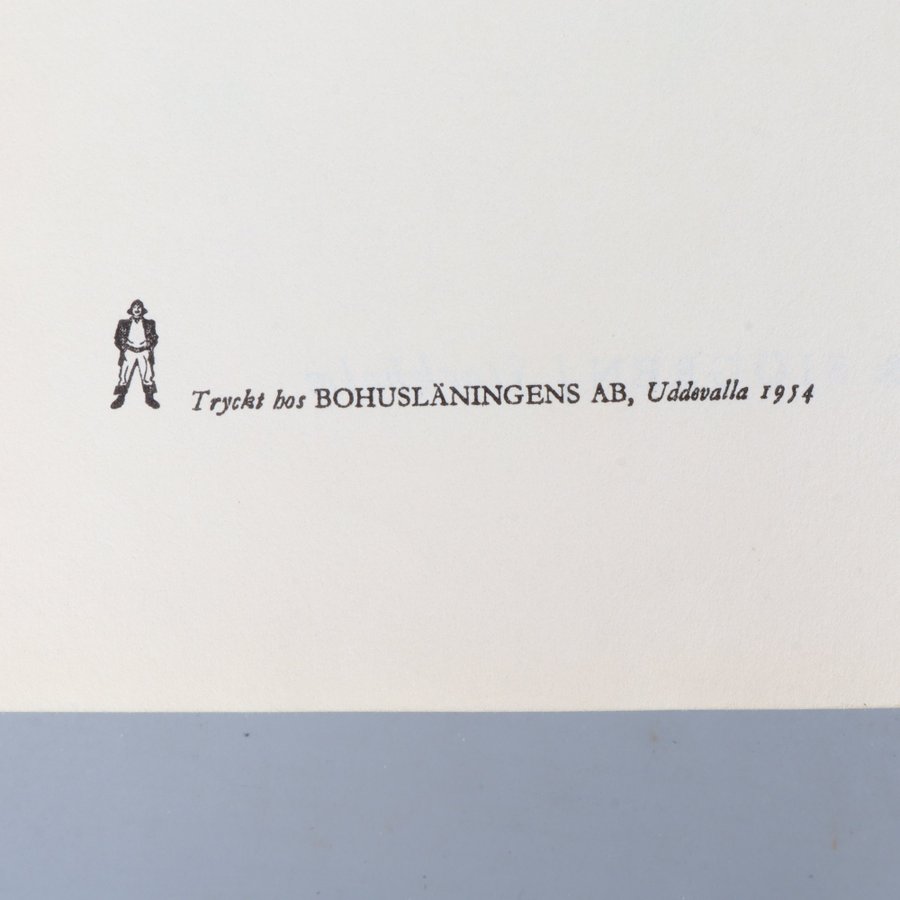 Tryckt hos BOHUSLÄNINGENS AB, Uddevalla 1954